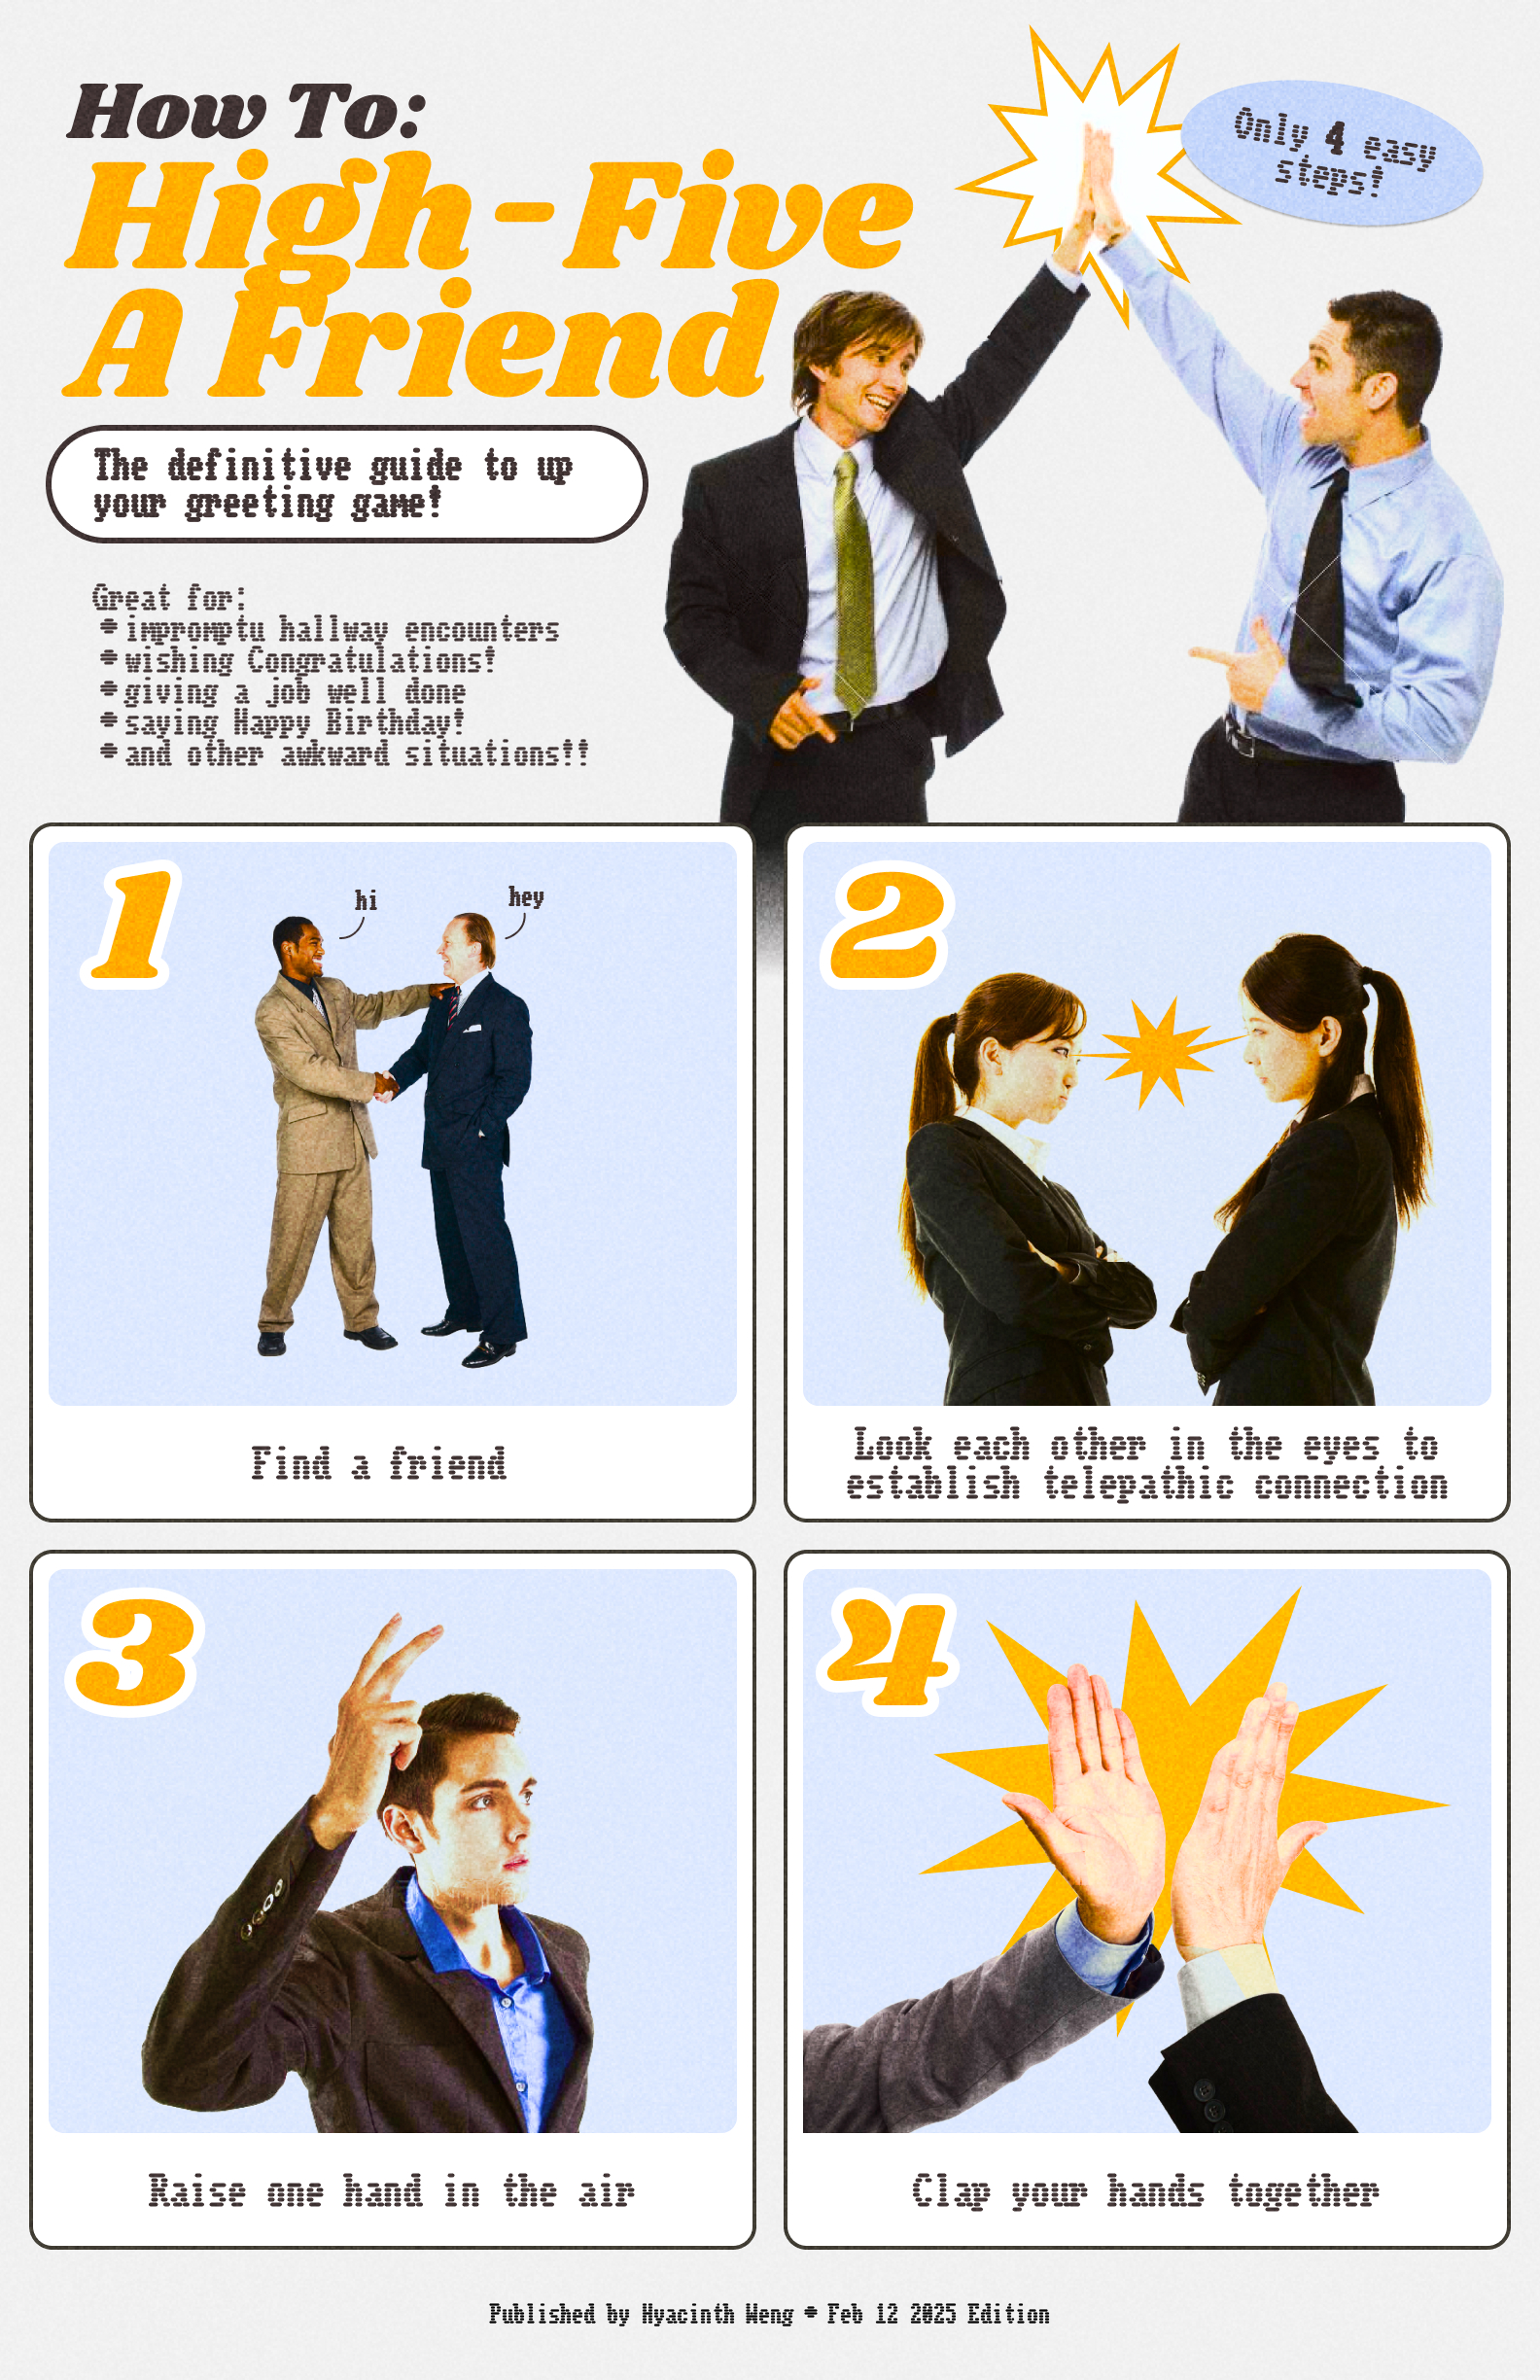 How To:
High-Five
A Friend
Only 4 easy
steps!
The definitive guide to up
your greeting game!
Great for:
*impromptu hallway encounters
*wishing Congratulations!
*giving a job well done
*saying Happy Birthday!
*and other awkward situations!!
1
hi
hey
Find a friend
2
Look each other in the eyes to
establish telepathic connection
3
Raise one hand in the air
4
Clap your hands together
Published by Hyacinth Weng * Feb 12 2025 Edition